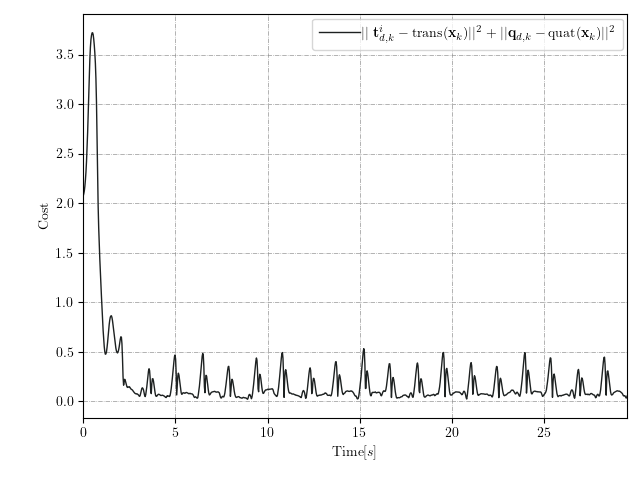 || t^i_{d,k} − trans(x_k)||^2 + ||q_{d,k} − quat(x_k)||^2
3.5
3.0
2.5
2.0
1.5
1.0
0.5
0.0
Cost
0 5 10 15 20 25
Time[s]